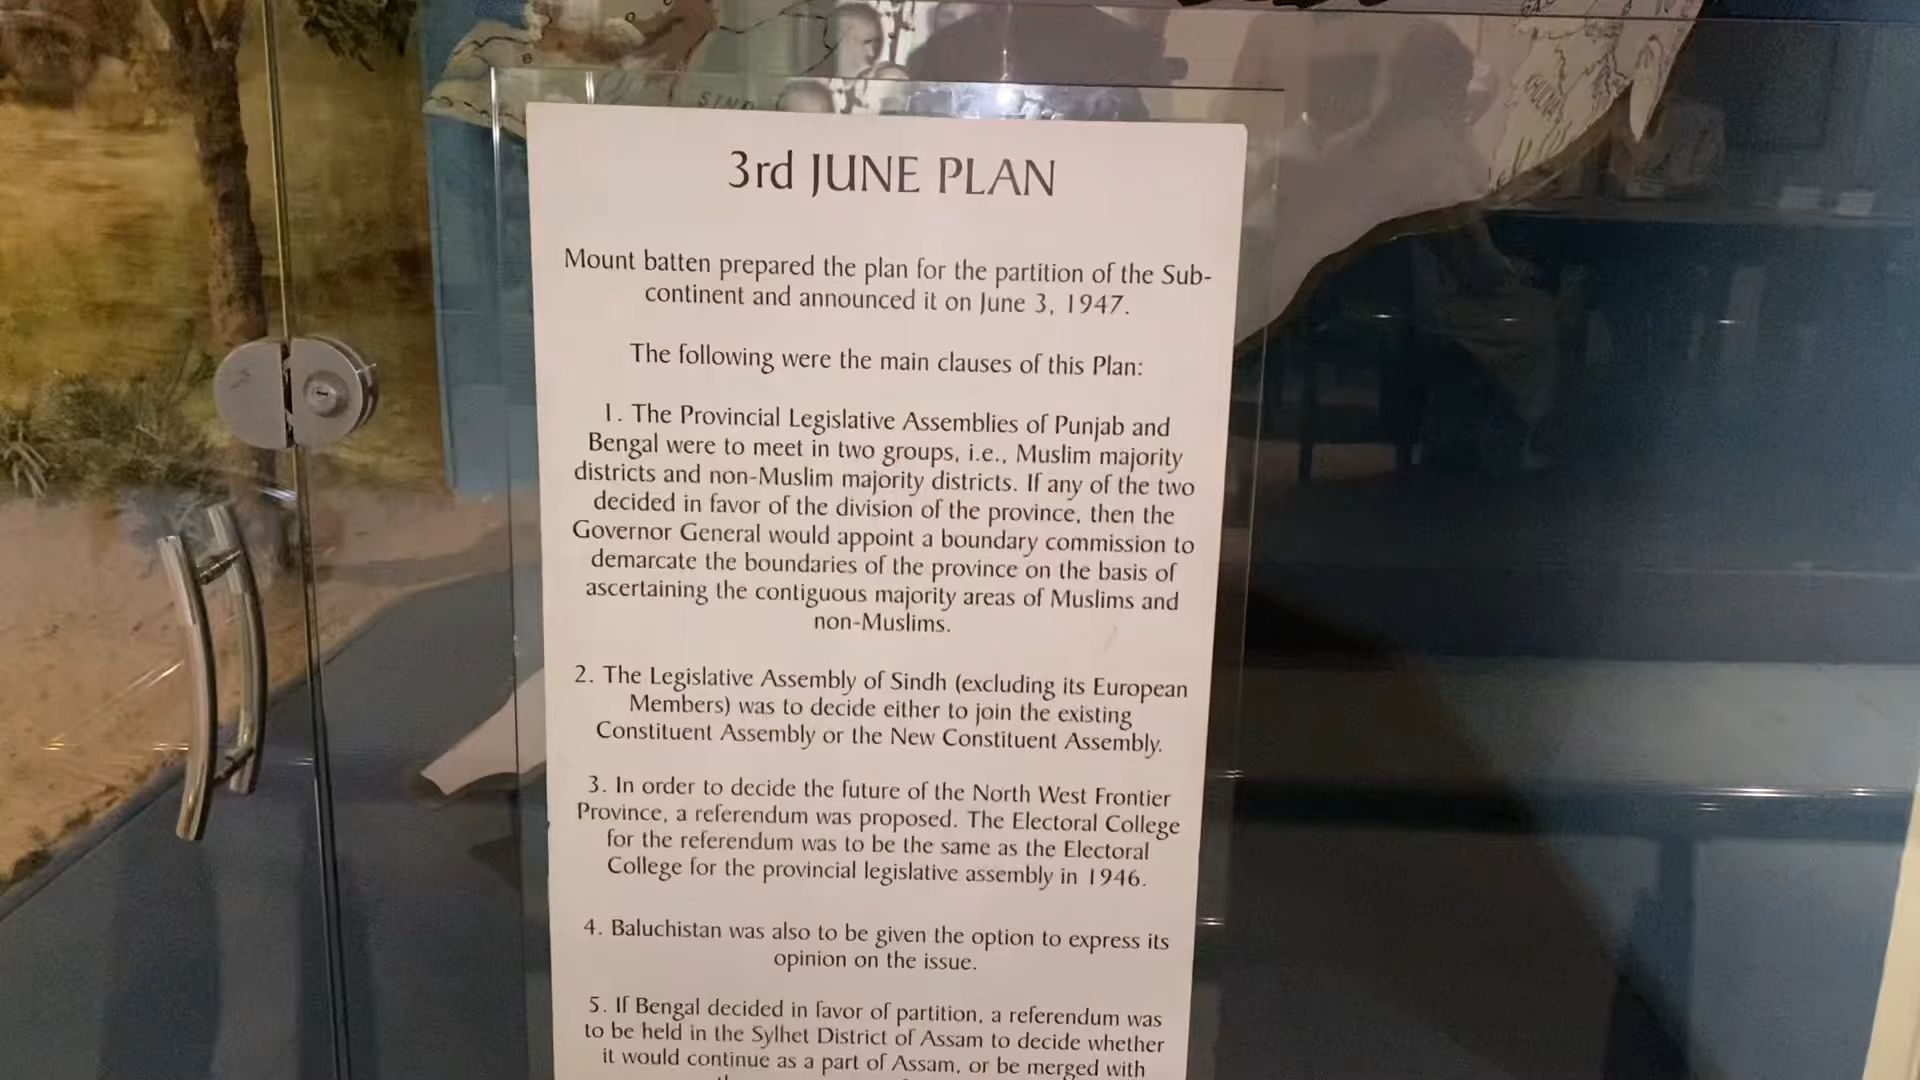 SIND
3rd JUNE PLAN
Mount batten prepared the plan for the partition of the Sub-
continent and announced it on June 3, 1947.
The following were the main clauses of this Plan:
1. The Provincial Legislative Assemblies of Punjab and
Bengal were to meet in two groups, i.e., Muslim majority
districts and non-Muslim majority districts. If any of the two
decided in favor of the division of the province, then the
Governor General would appoint a boundary commission to
demarcate the boundaries of the province on the basis of
ascertaining the contiguous majority areas of Muslims and
non-Muslims.
2. The Legislative Assembly of Sindh (excluding its European
Members) was to decide either to join the existing
Constituent Assembly or the New Constituent Assembly.
3. In order to decide the future of the North West Frontier
Province, a referendum was proposed. The Electoral College
for the referendum was to be the same as the Electoral
College for the provincial legislative assembly in 1946.
4. Baluchistan was also to be given the option to express its
opinion on the issue.
5. If Bengal decided in favor of partition, a referendum was
to be held in the Sylhet District of Assam to decide whether
it would continue as a part of Assam, or be merged with